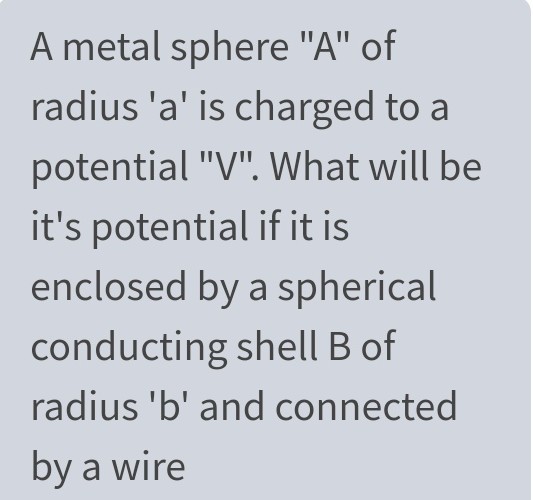 A metal sphere "A" of
radius 'a' is charged to a
potential "V". What will be
it's potential if it is
enclosed by a spherical
conducting shell B of
radius 'b' and connected
by a wire